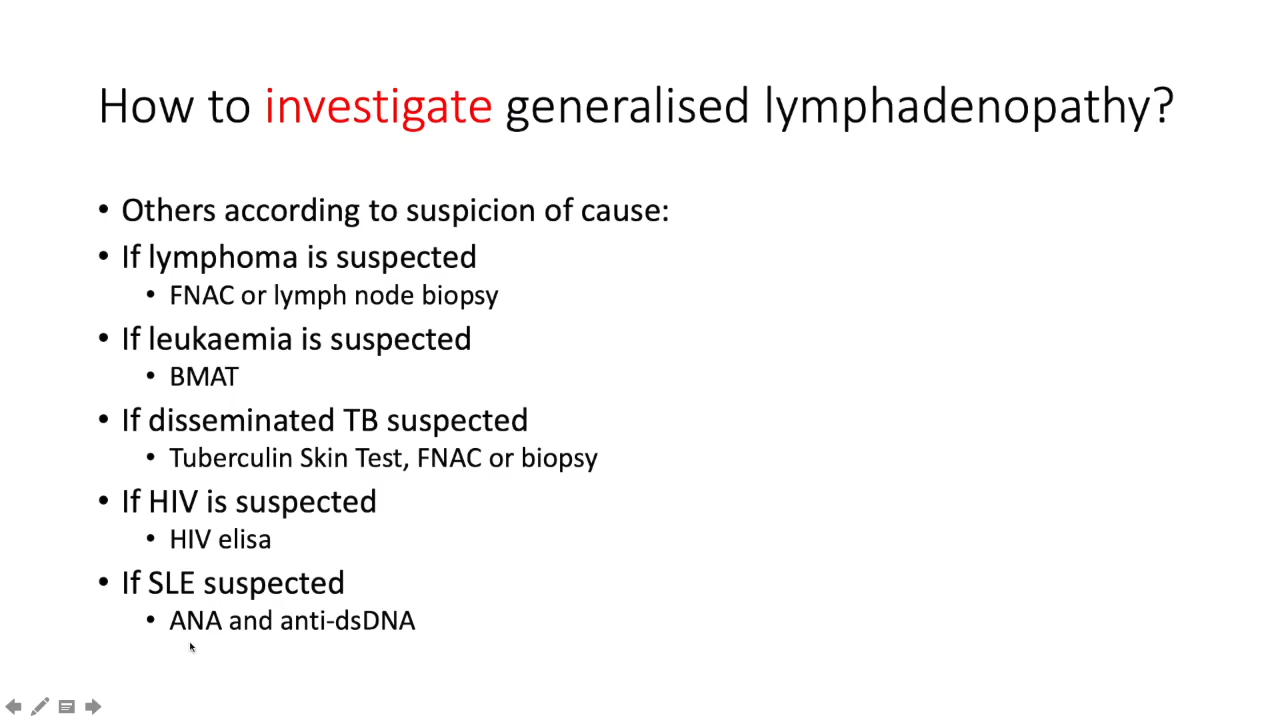 How to investigate generalised lymphadenopathy?
• Others according to suspicion of cause:
• If lymphoma is suspected
• FNAC or lymph node biopsy
• If leukaemia is suspected
• BMAT
• If disseminated TB suspected
• Tuberculin Skin Test, FNAC or biopsy
• If HIV is suspected
• HIV elisa
• If SLE suspected
• ANA and anti-dsDNA